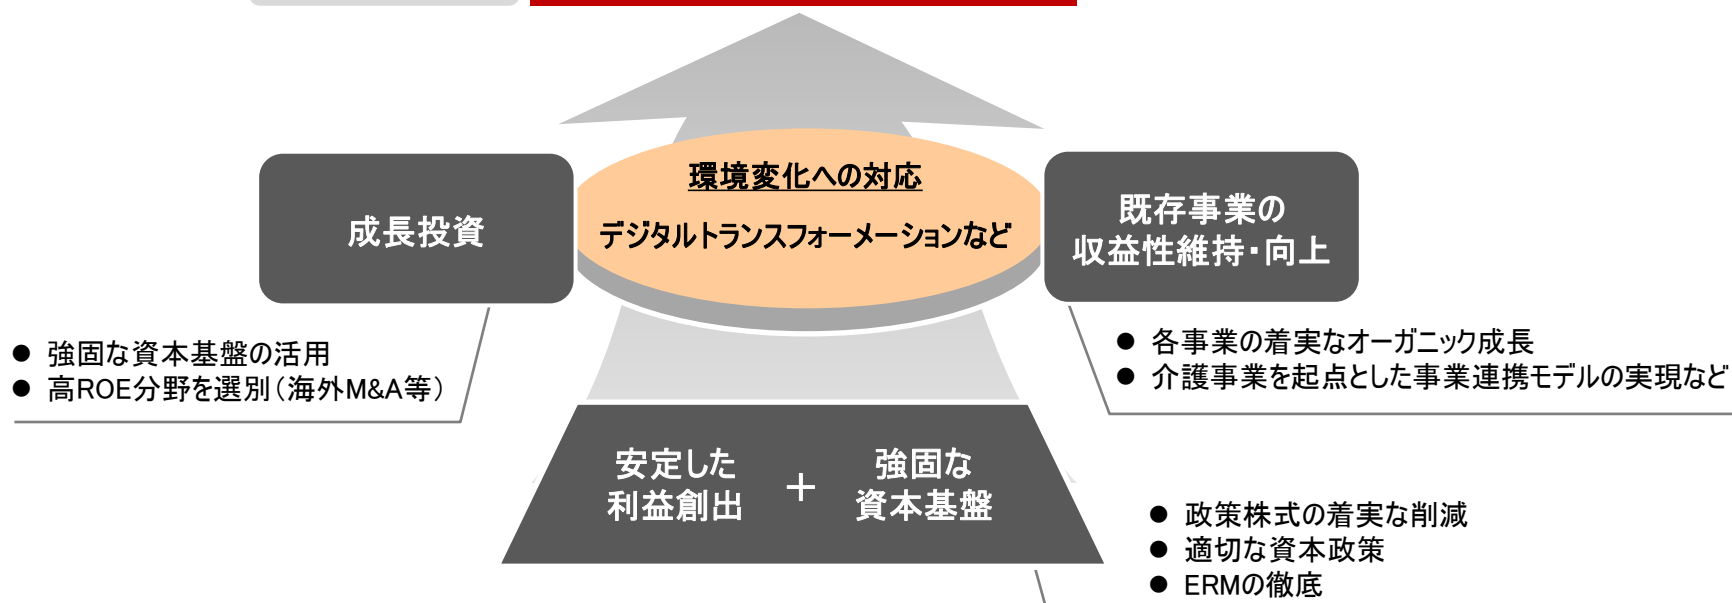 環境変化への対応
デジタルトランスフォーメーションなど
成長投資
既存事業の
収益性維持・向上
● 強固な資本基盤の活用
● 高ROE分野を選別（海外M&A等）
● 各事業の着実なオーガニック成長
● 介護事業を起点とした事業連携モデルの実現など
安定した
利益創出
＋
強固な
資本基盤
● 政策株式の着実な削減
● 適切な資本政策
● ERMの徹底